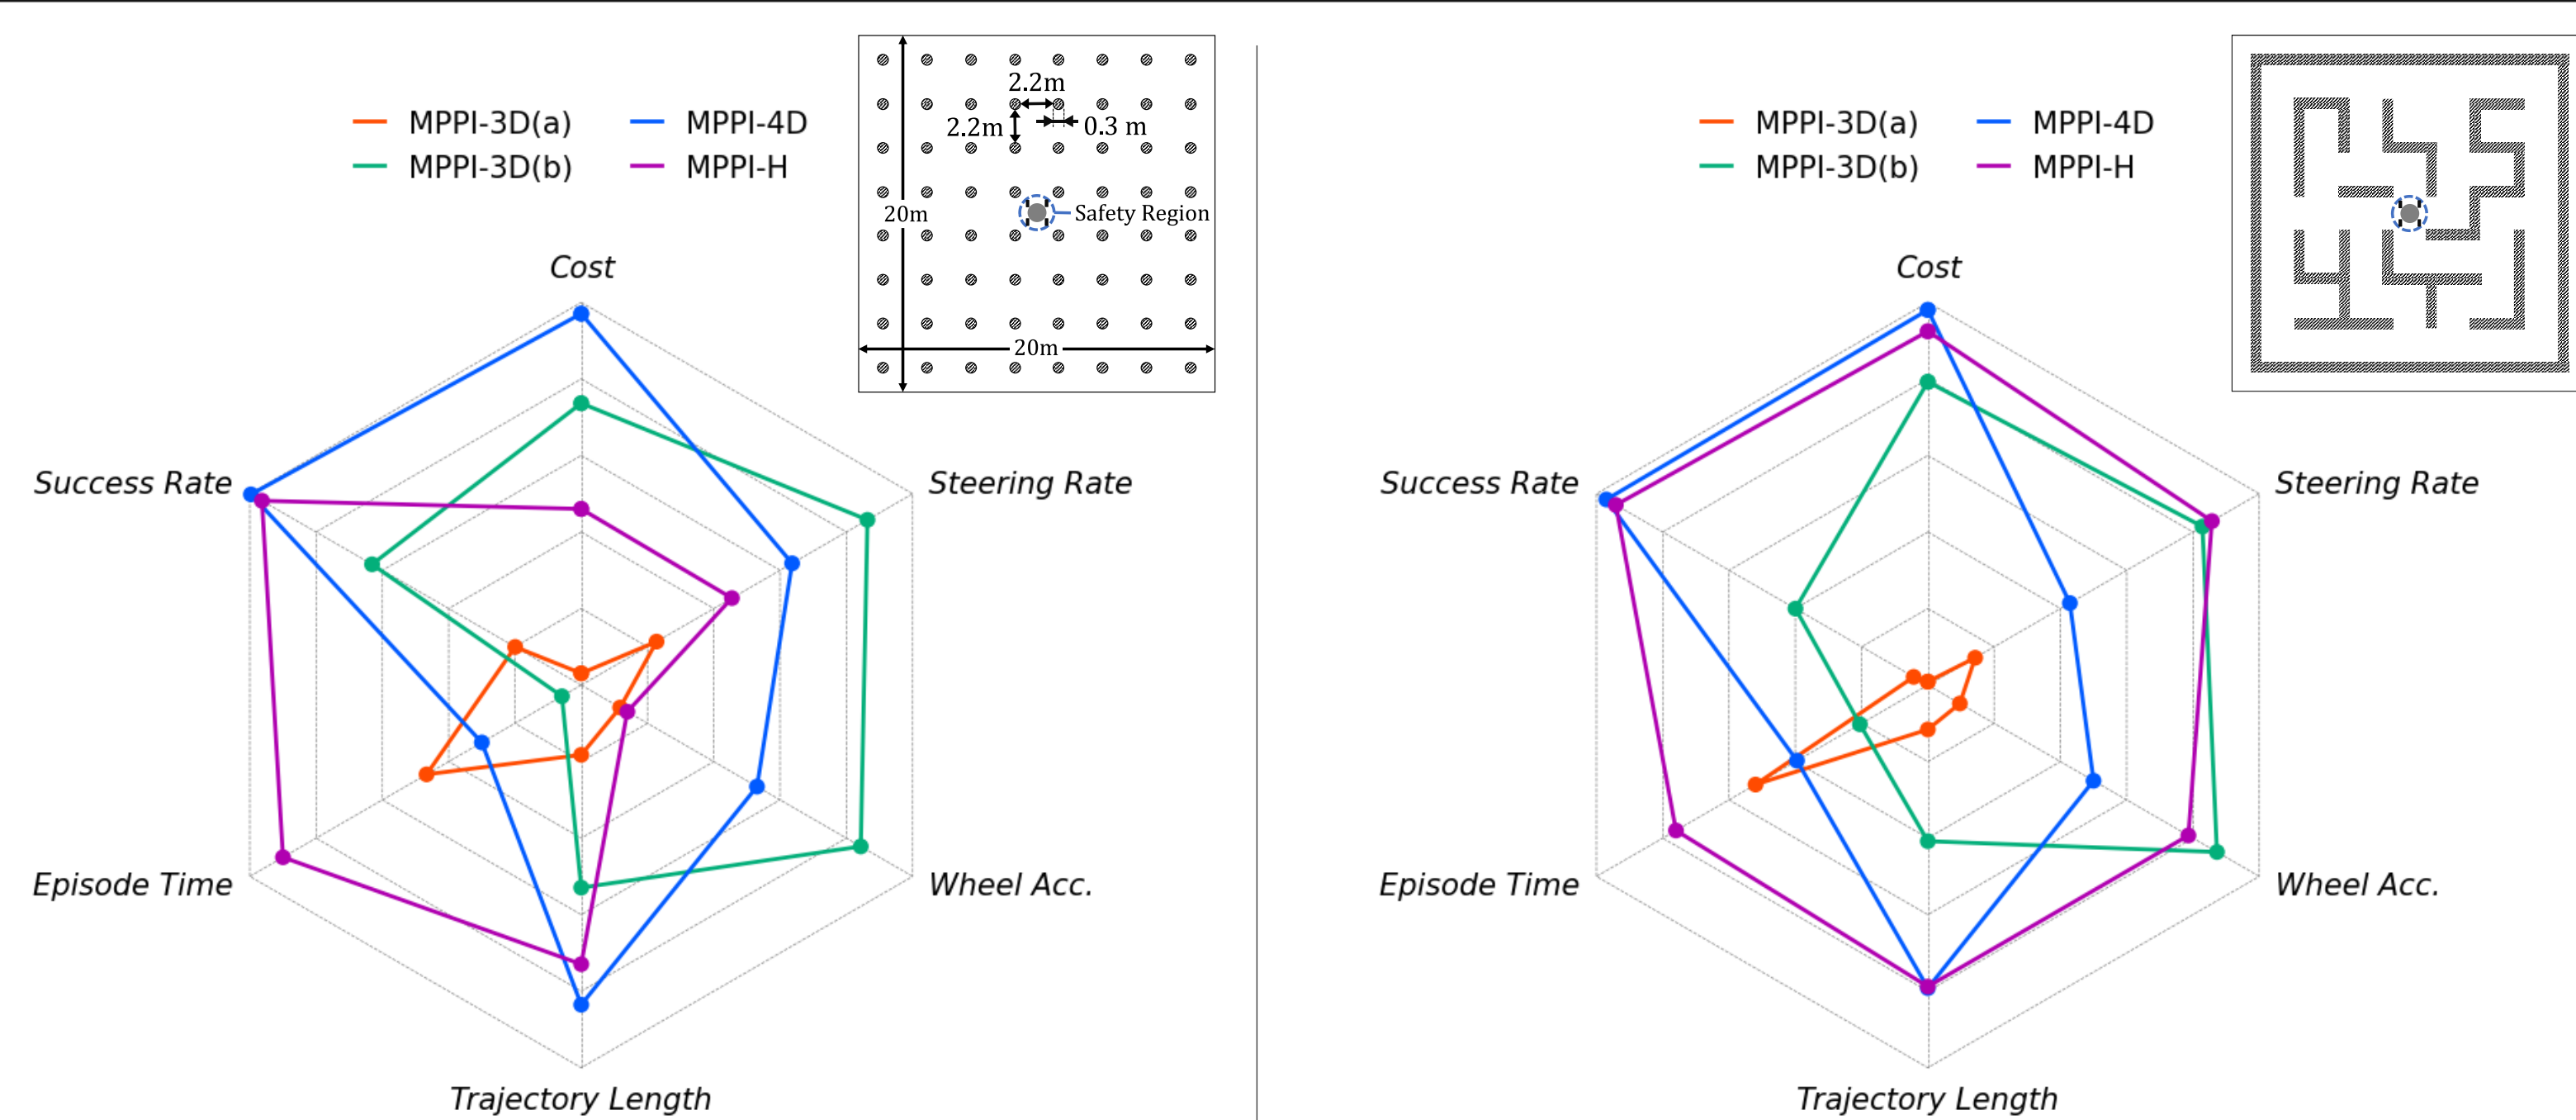 MPPI-3D(a)
MPPI-4D
MPPI-3D(b)
MPPI-H
2.2m
2.2m
0.3 m
20m
Safety Region
20m
Cost
Success Rate
Steering Rate
Episode Time
Wheel Acc.
Trajectory Length
MPPI-3D(a)
MPPI-4D
MPPI-3D(b)
MPPI-H
Cost
Success Rate
Steering Rate
Episode Time
Wheel Acc.
Trajectory Length